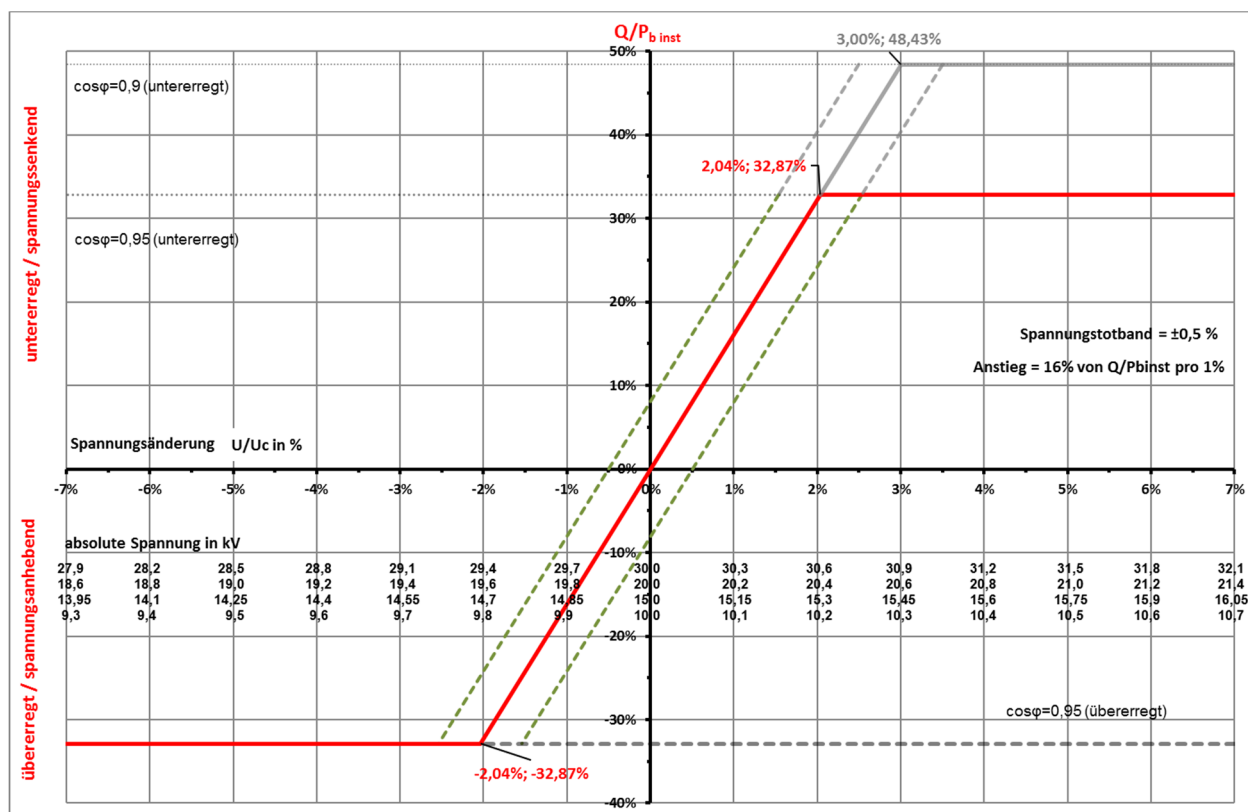 Q/Pb inst
3,00%; 48,43%
50%
cosφ=0,9 (untererregt)
40%
2,04%; 32,87%
30%
cosφ=0,95 (untererregt)
untererregt / spannungssenkend
20%
Spannungstotband = ±0,5 %
Anstieg = 16% von Q/Pbinst pro 1%
10%
Spannungsänderung U/Uc in %
0%
-7% -6% -5% -4% -3% -2% -1% 0% 1% 2% 3% 4% 5% 6% 7%
absolute Spannung in kV
-10%
27,9 28,2 28,5 28,8 29,1 29,4 29,7 30,0 30,3 30,6 30,9 31,2 31,5 31,8 32,1
18,6 18,8 19,0 19,2 19,4 19,6 19,8 20,0 20,2 20,4 20,6 20,8 21,0 21,2 21,4
13,95 14,1 14,25 14,4 14,55 14,7 14,85 15,0 15,15 15,3 15,45 15,6 15,75 15,9 16,05
9,3 9,4 9,5 9,6 9,7 9,8 9,9 10,0 10,1 10,2 10,3 10,4 10,5 10,6 10,7
-20%
übererregt / spannungsanhebend
cosφ=0,95 (übererregt)
-30%
-2,04%; -32,87%
-40%